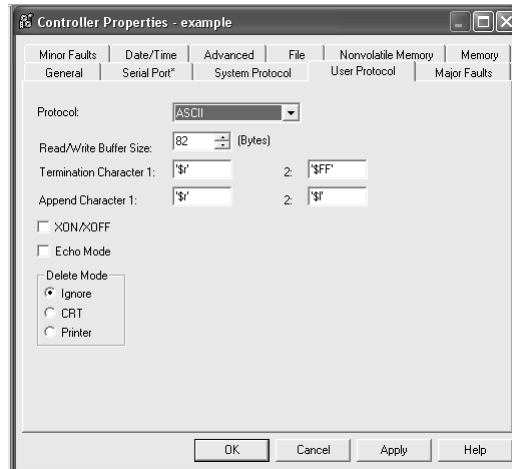 Controller Properties - example
Minor Faults Date/Time Advanced File Nonvolatile Memory Memory
General Serial Port* System Protocol User Protocol Major Faults
Protocol: ASCII
Read/Write Buffer Size: 82 (Bytes)
Termination Character 1: '$r' 2: '$FF'
Append Character 1: '$r' 2: '$l'
XON/XOFF
Echo Mode
Delete Mode
Ignore
CRT
Printer
OK Cancel Apply Help